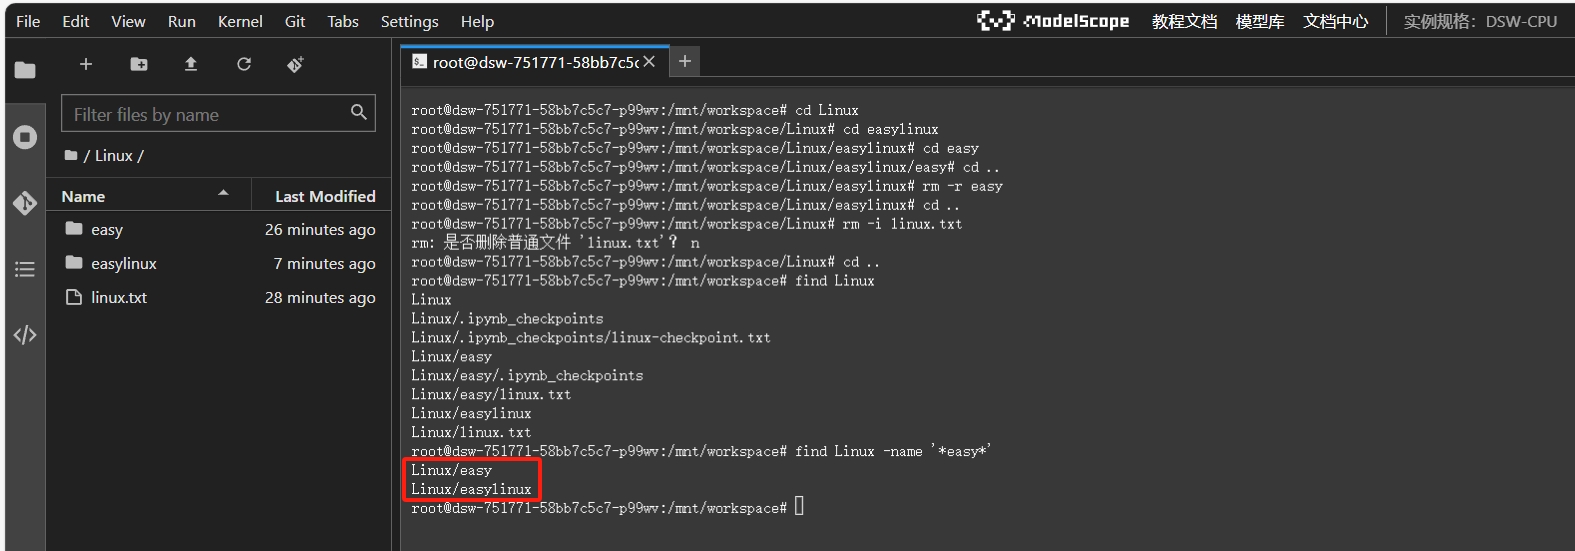 File Edit View Run Kernel Git Tabs Settings Help
ModelScope 教程文档 模型库 文档中心 实例规格: DSW-CPU
Filter files by name
/ Linux /
Name Last Modified
easy 26 minutes ago
easylinux 7 minutes ago
linux.txt 28 minutes ago
root@dsw-751771-58bb7c5c
root@dsw-751771-58bb7c5c7-p99wv:/mnt/workspace# cd Linux
root@dsw-751771-58bb7c5c7-p99wv:/mnt/workspace/Linux# cd easylinux
root@dsw-751771-58bb7c5c7-p99wv:/mnt/workspace/Linux/easylinux# cd easy
root@dsw-751771-58bb7c5c7-p99wv:/mnt/workspace/Linux/easylinux/easy# cd ..
root@dsw-751771-58bb7c5c7-p99wv:/mnt/workspace/Linux/easylinux# rm -r easy
root@dsw-751771-58bb7c5c7-p99wv:/mnt/workspace/Linux/easylinux# cd ..
root@dsw-751771-58bb7c5c7-p99wv:/mnt/workspace/Linux# rm -i linux.txt
rm: 是否删除普通文件 'linux.txt'? n
root@dsw-751771-58bb7c5c7-p99wv:/mnt/workspace/Linux# cd ..
root@dsw-751771-58bb7c5c7-p99wv:/mnt/workspace# find Linux
Linux
Linux/.ipynb_checkpoints
Linux/.ipynb_checkpoints/linux-checkpoint.txt
Linux/easy
Linux/easy/.ipynb_checkpoints
Linux/easy/linux.txt
Linux/easylinux
Linux/linux.txt
root@dsw-751771-58bb7c5c7-p99wv:/mnt/workspace# find Linux -name '*easy*'
Linux/easy
Linux/easylinux
root@dsw-751771-58bb7c5c7-p99wv:/mnt/workspace#